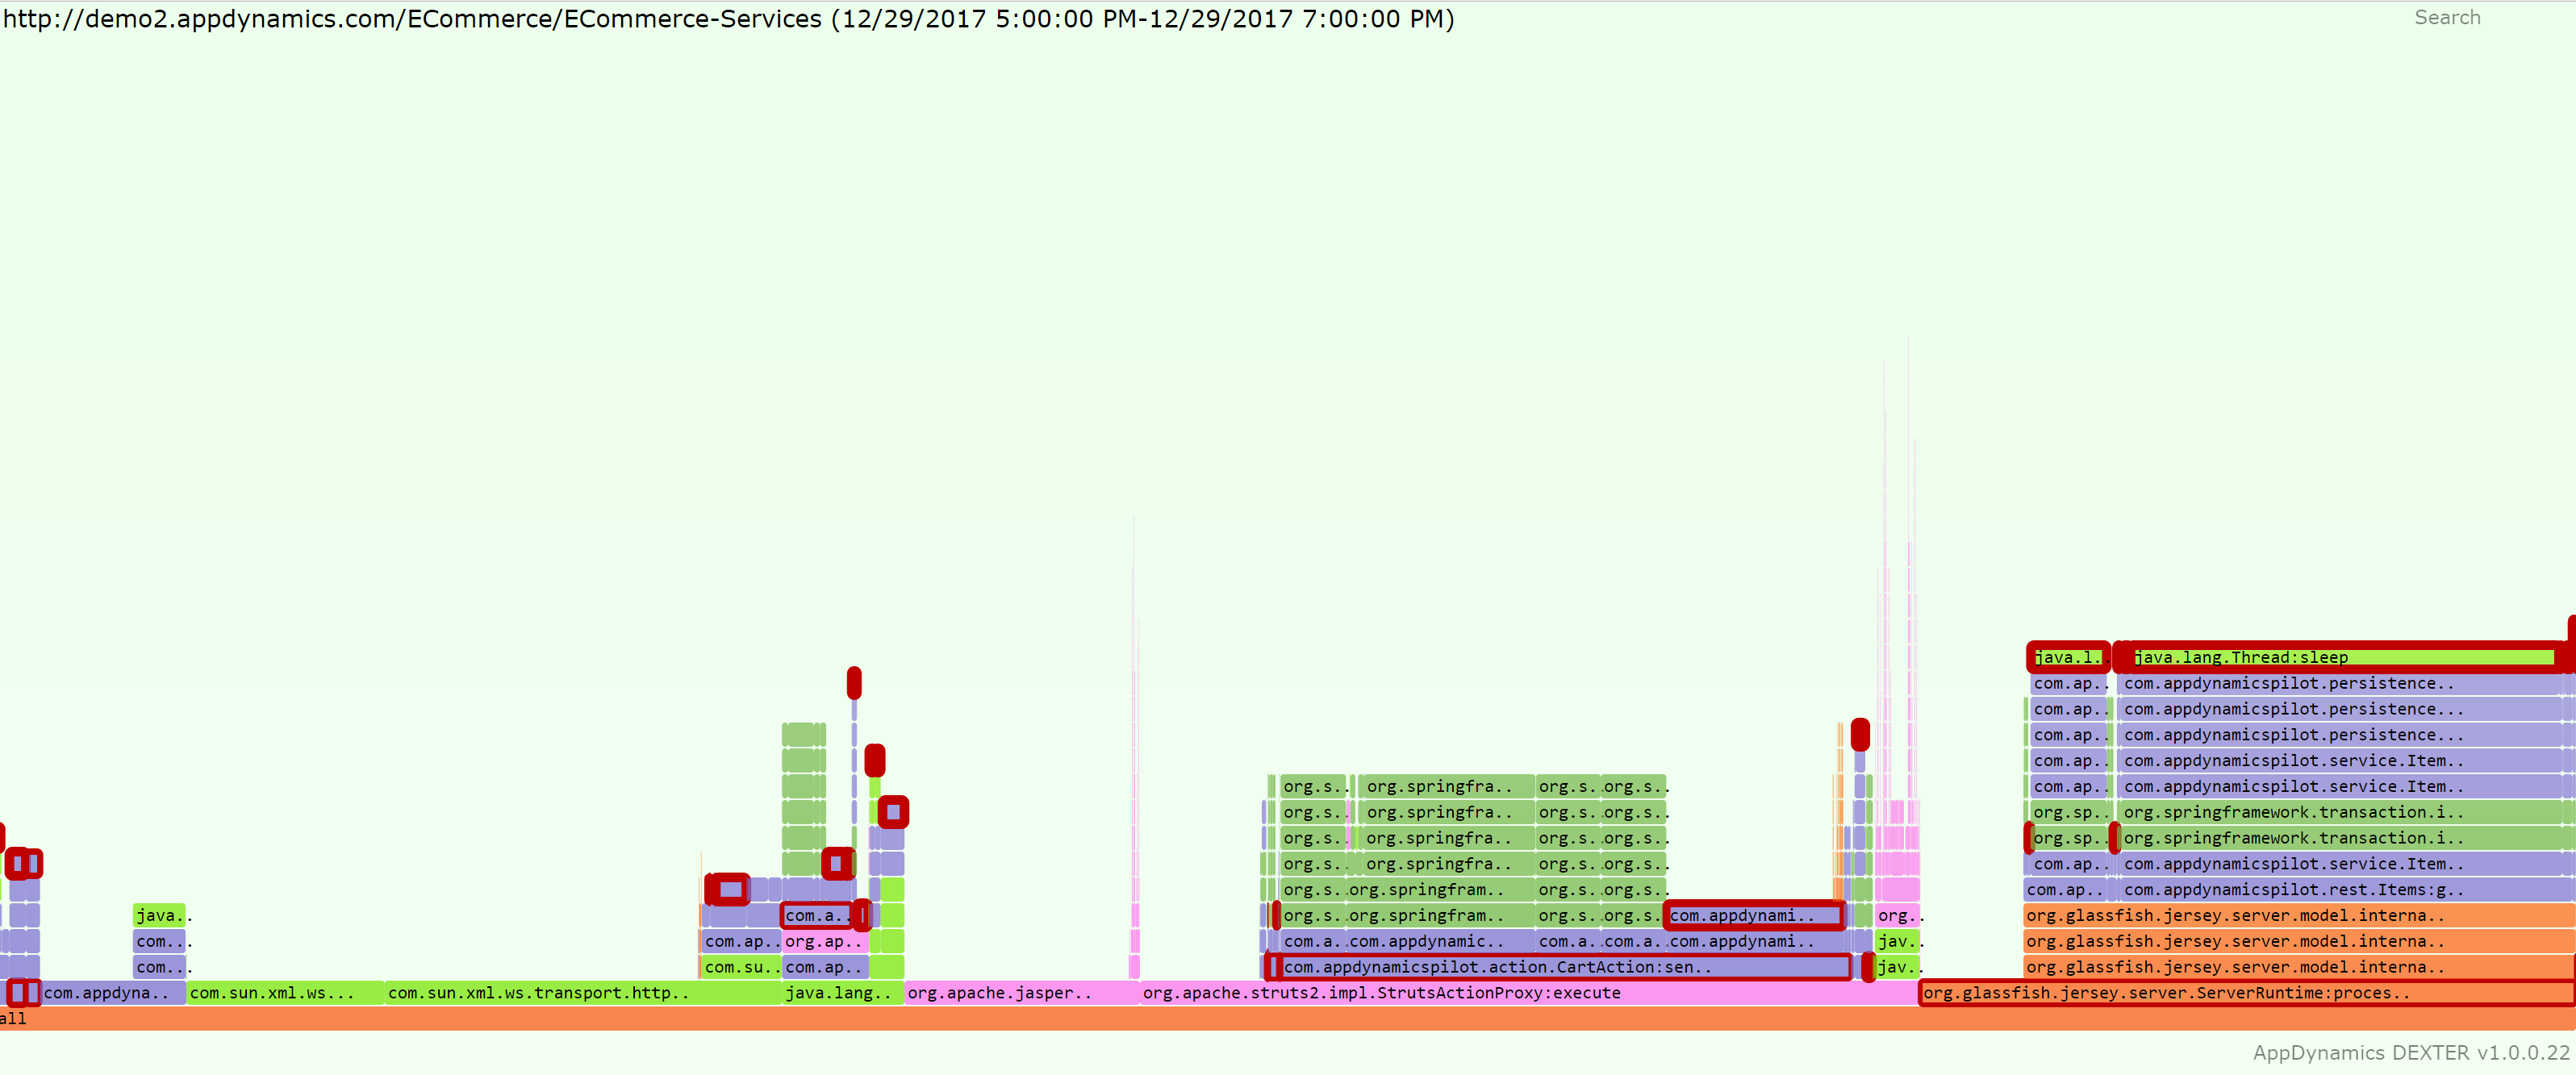 http://demo2.appdynamics.com/ECommerce/ECommerce-Services (12/29/2017 5:00:00 PM-12/29/2017 7:00:00 PM) Search
java.l.. java.lang.Thread:sleep
com.ap.. com.appdynamicspilot.persistence..
com.ap.. com.appdynamicspilot.persistence...
com.ap.. com.appdynamicspilot.persistence...
com.ap.. com.appdynamicspilot.service.Item..
org.s.. org.springfra.. org.s.. org.s.. com.ap.. com.appdynamicspilot.service.Item..
org.s.. org.springfra.. org.s.. org.s.. org.sp.. org.springframework.transaction.i..
org.s.. org.springfra.. org.s.. org.s.. org.sp.. org.springframework.transaction.i..
org.s.. org.springfra.. org.s.. org.s.. com.ap.. com.appdynamicspilot.service.Item..
org.s.. org.springfram.. org.s.. org.s.. com.ap.. com.appdynamicspilot.rest.Items:g..
java.. com.a.. org.s.. org.springfram.. org.s.. org.s.. com.appdynami.. org.. org.glassfish.jersey.server.model.interna..
com... com.ap.. org.ap.. com.a.. com.appdynamic.. com.a.. com.a.. com.appdynami.. jav.. org.glassfish.jersey.server.model.interna..
com... com.su.. com.ap.. com.appdynamicspilot.action.CartAction:sen.. jav.. org.glassfish.jersey.server.model.interna..
com.appdyna.. com.sun.xml.ws... com.sun.xml.ws.transport.http.. java.lang.. org.apache.jasper.. org.apache.struts2.impl.StrutsActionProxy:execute org.glassfish.jersey.server.ServerRuntime:proces..
all
AppDynamics DEXTER v1.0.0.22